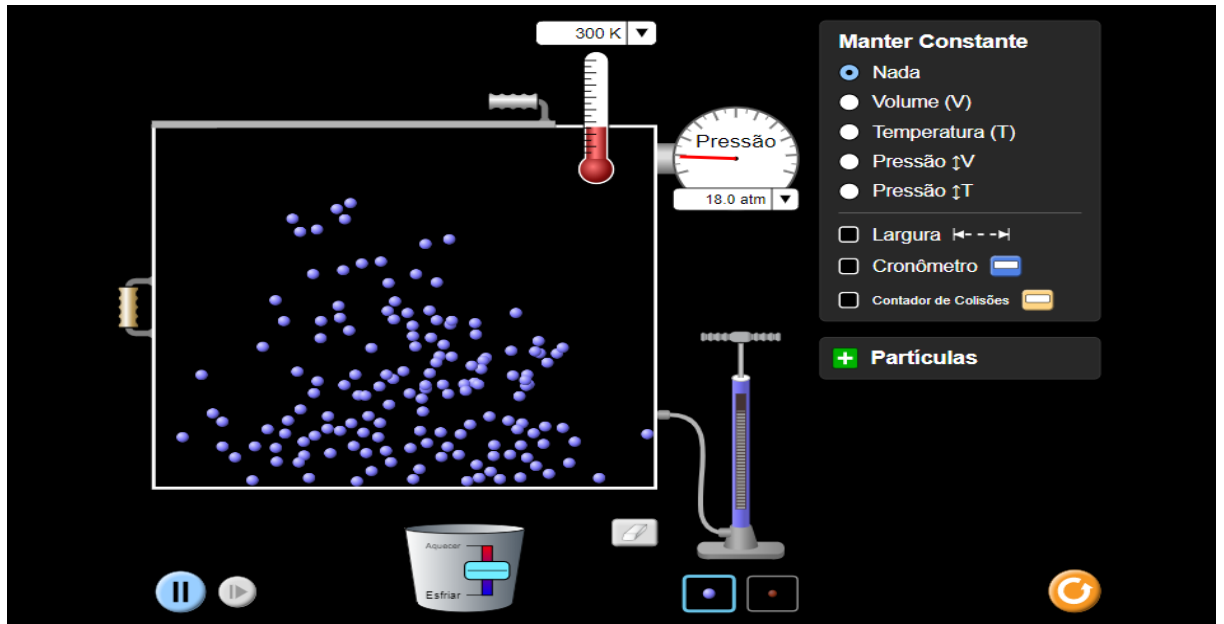 300 K
Pressão
18.0 atm
Manter Constante
Nada
Volume (V)
Temperatura (T)
Pressão ↕V
Pressão ↕T
Largura
Cronômetro
Contador de Colisões
Partículas
Aquecer
Esfriar